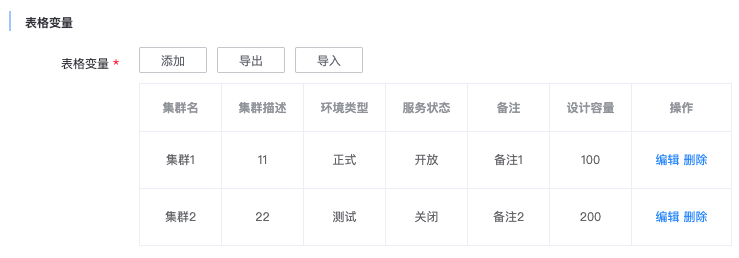 表格变量
表格变量 * 添加 导出 导入
集群名 集群描述 环境类型 服务状态 备注 设计容量 操作
集群1 11 正式 开放 备注1 100 编辑 删除
集群2 22 测试 关闭 备注2 200 编辑 删除